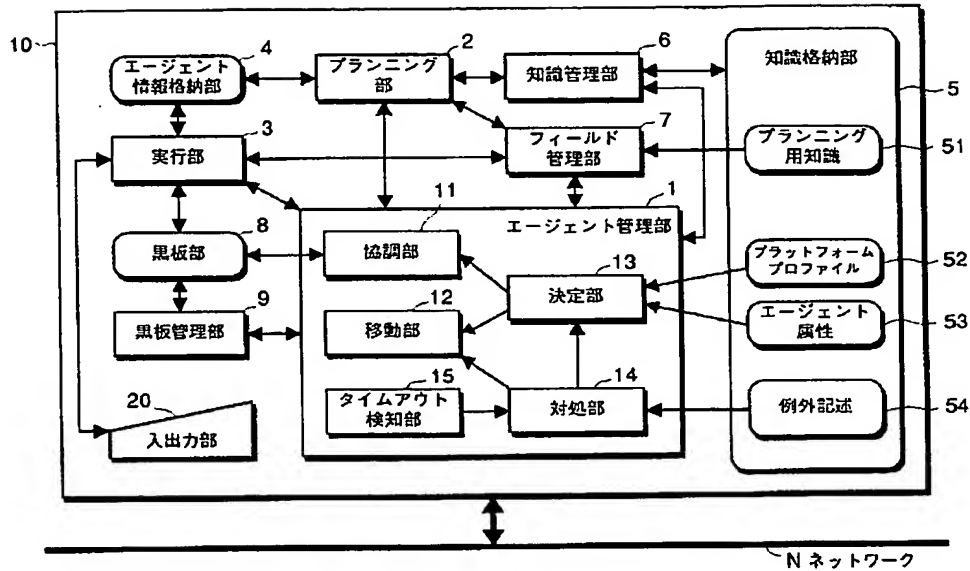 10
4
エージェント
情報格納部
2
プランニング
部
6
知識管理部
知識格納部
5
3
実行部
7
フィールド
管理部
プランニング
用知識
51
1
エージェント管理部
11
協調部
8
黒板部
13
決定部
プラットフォーム
プロファイル
52
12
移動部
9
黒板管理部
エージェント
属性
53
15
タイムアウト
検知部
14
対処部
例外記述
54
20
入出力部
N ネットワーク